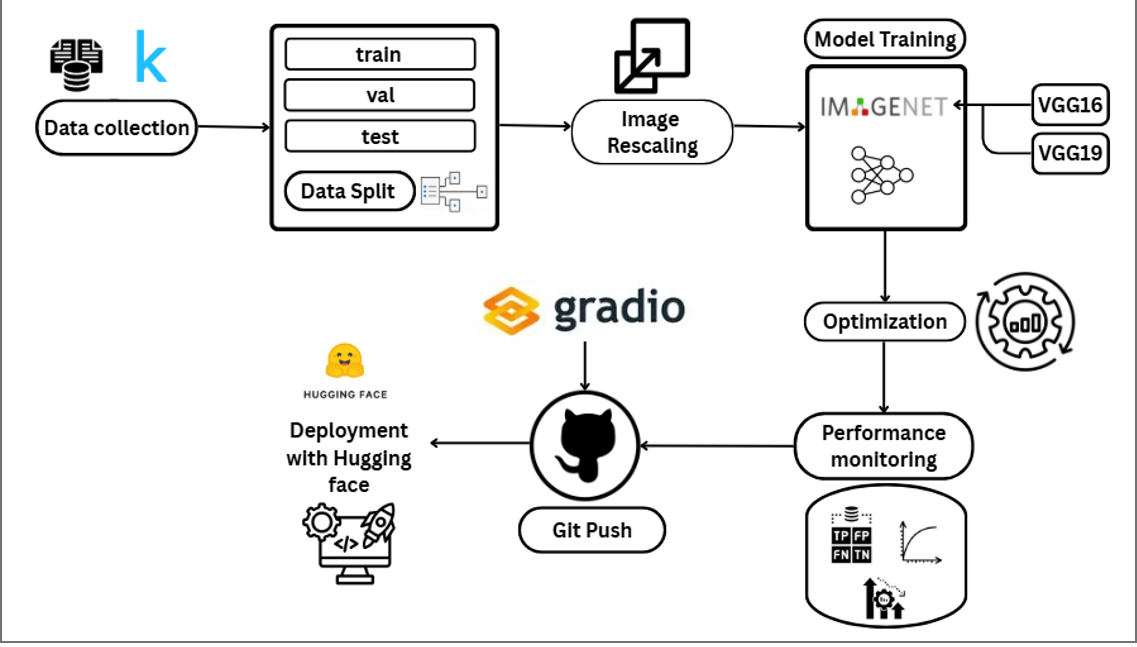 k
Data collection
train
val
test
Data Split
Image
Rescaling
Model Training
IMAGENET
VGG16
VGG19
Optimization
Performance
monitoring
TP FP
FN TN
gradio
Git Push
HUGGING FACE
Deployment
with Hugging
face
</>